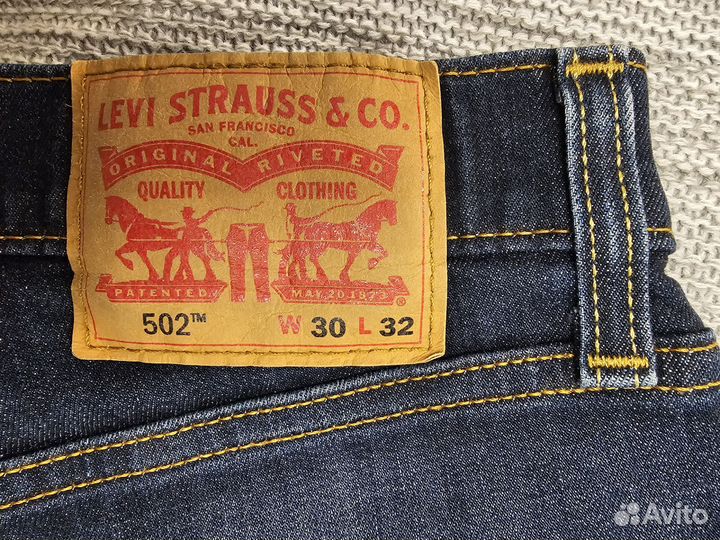 LEVI STRAUSS & CO.
SAN FRANCISCO
CAL.
ORIGINAL RIVETED
QUALITY CLOTHING
PATENTED MAY 20 1873 ®
502™ W 30 L 32
Avito